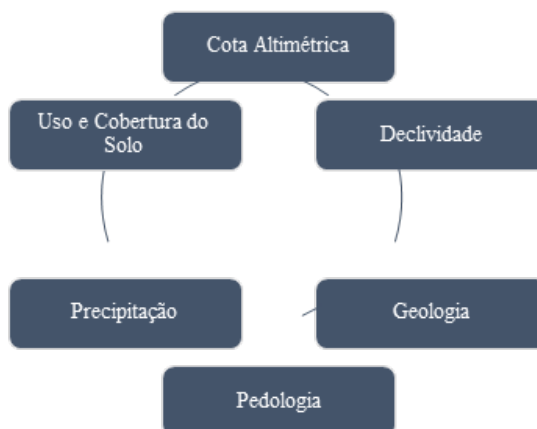 Cota Altimétrica
Uso e Cobertura do
Solo
Declividade
Precipitação
Geologia
Pedologia